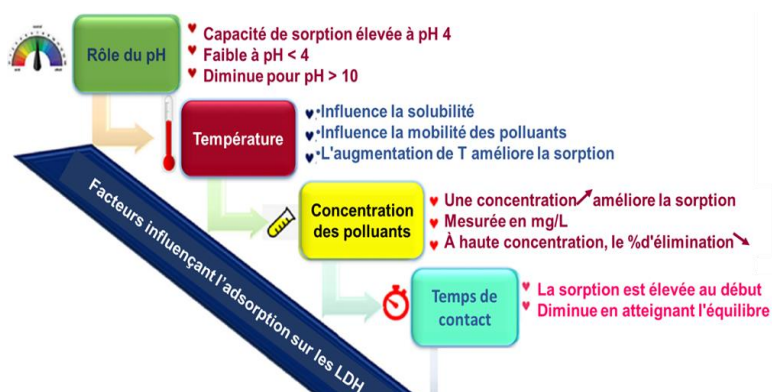 Rôle du pH
Capacité de sorption élevée à pH 4
Faible à pH < 4
Diminue pour pH > 10
Température
•Influence la solubilité
•Influence la mobilité des polluants
•L'augmentation de T améliore la sorption
Concentration
des polluants
Une concentration↗améliore la sorption
Mesurée en mg/L
À haute concentration, le %d'élimination↘
Temps de
contact
La sorption est élevée au début
Diminue en atteignant l'équilibre
Facteurs influençant l'adsorption sur les LDH